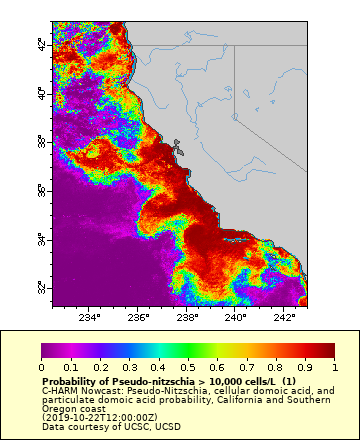 42°
40°
38°
36°
34°
32°
234° 236° 238° 240° 242°
0 0.1 0.2 0.3 0.4 0.5 0.6 0.7 0.8 0.9 1
Probability of Pseudo-nitzschia > 10,000 cells/L (1)
C-HARM Nowcast: Pseudo-Nitzschia, cellular domoic acid, and
particulate domoic acid probability, California and Southern
Oregon coast
(2019-10-22T12:00:00Z)
Data courtesy of UCSC, UCSD